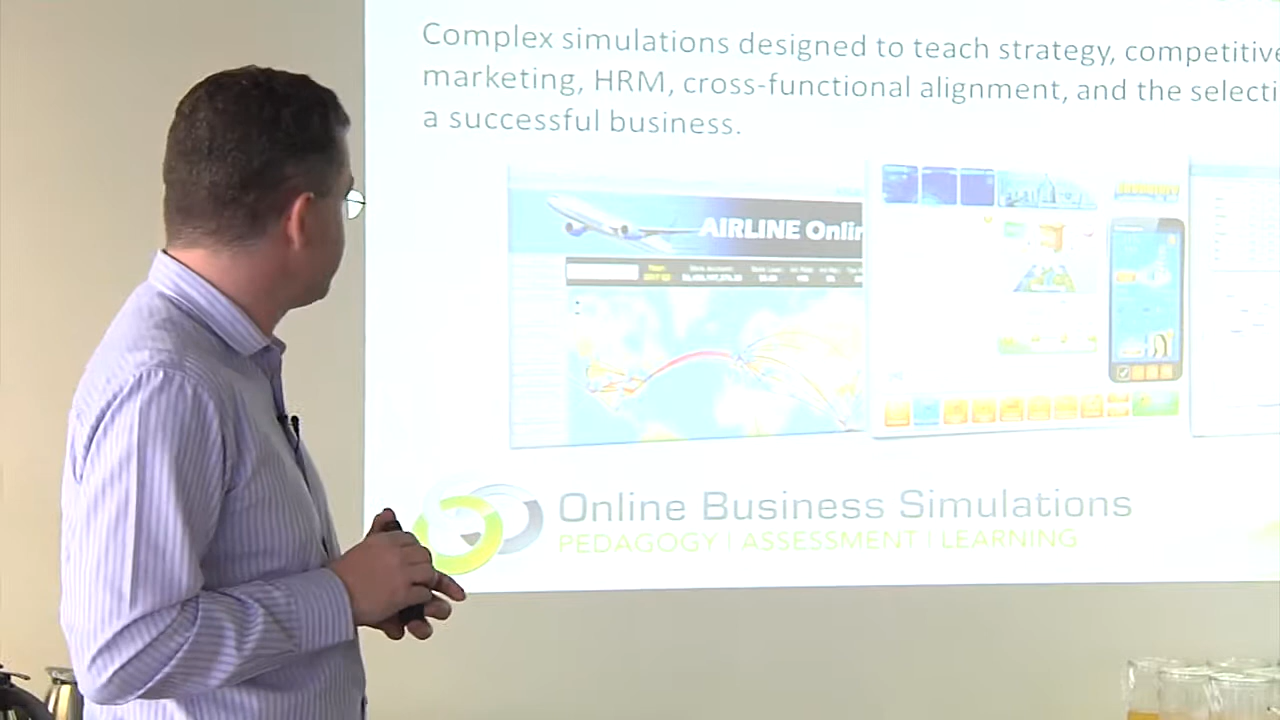 Complex simulations designed to teach strategy, competitive
marketing, HRM, cross-functional alignment, and the selecti
a successful business.
AIRLINE Onlin
Online Business Simulations
PEDAGOGY | ASSESSMENT | LEARNING